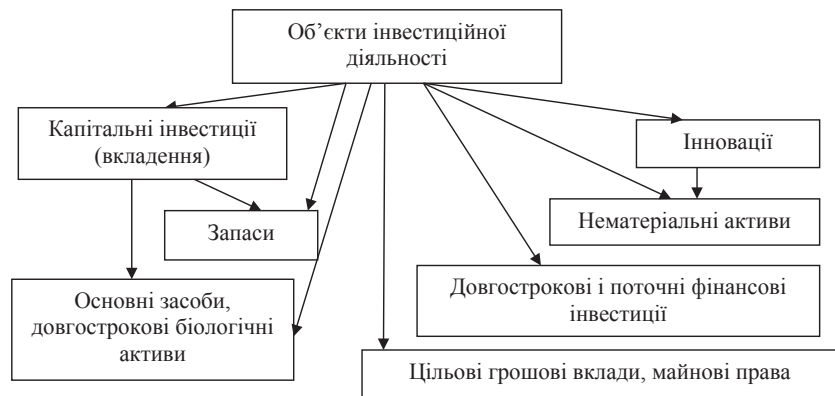 Об’єкти інвестиційної
діяльності
Капітальні інвестиції
(вкладення)
Інновації
Запаси
Нематеріальні активи
Основні засоби,
довгострокові біологічні
активи
Довгострокові і поточні фінансові
інвестиції
Цільові грошові вклади, майнові права